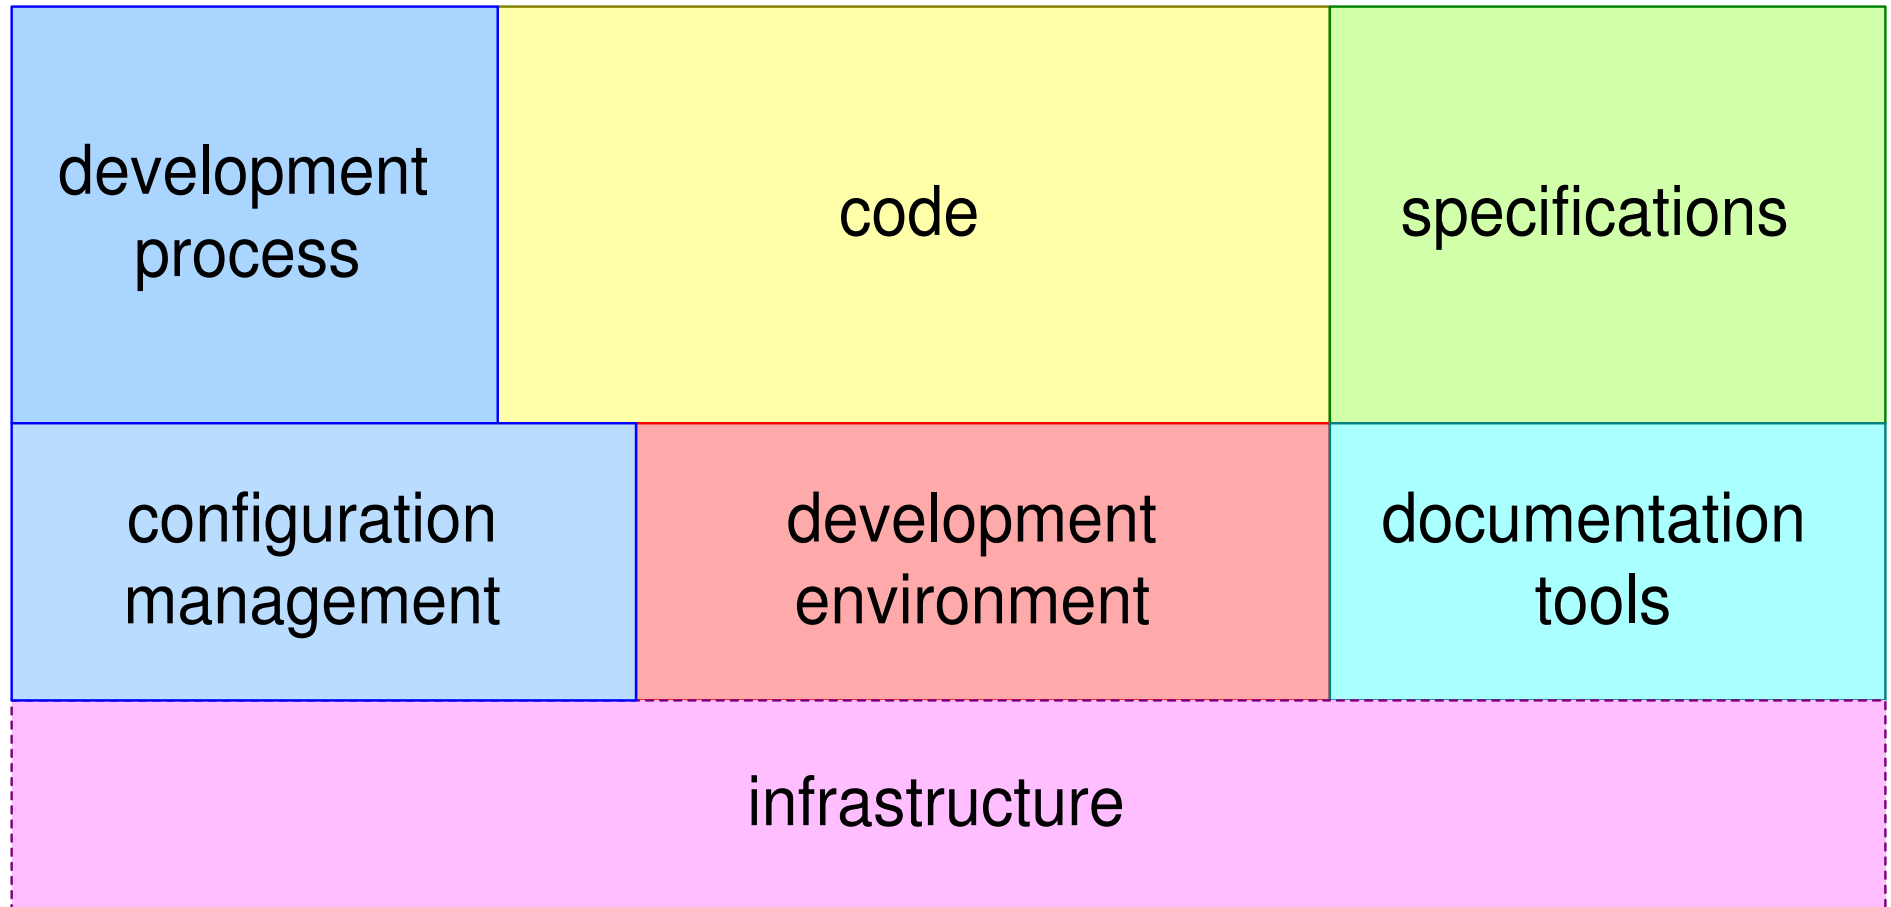 development
process
code
specifications
configuration
management
development
environment
documentation
tools
infrastructure